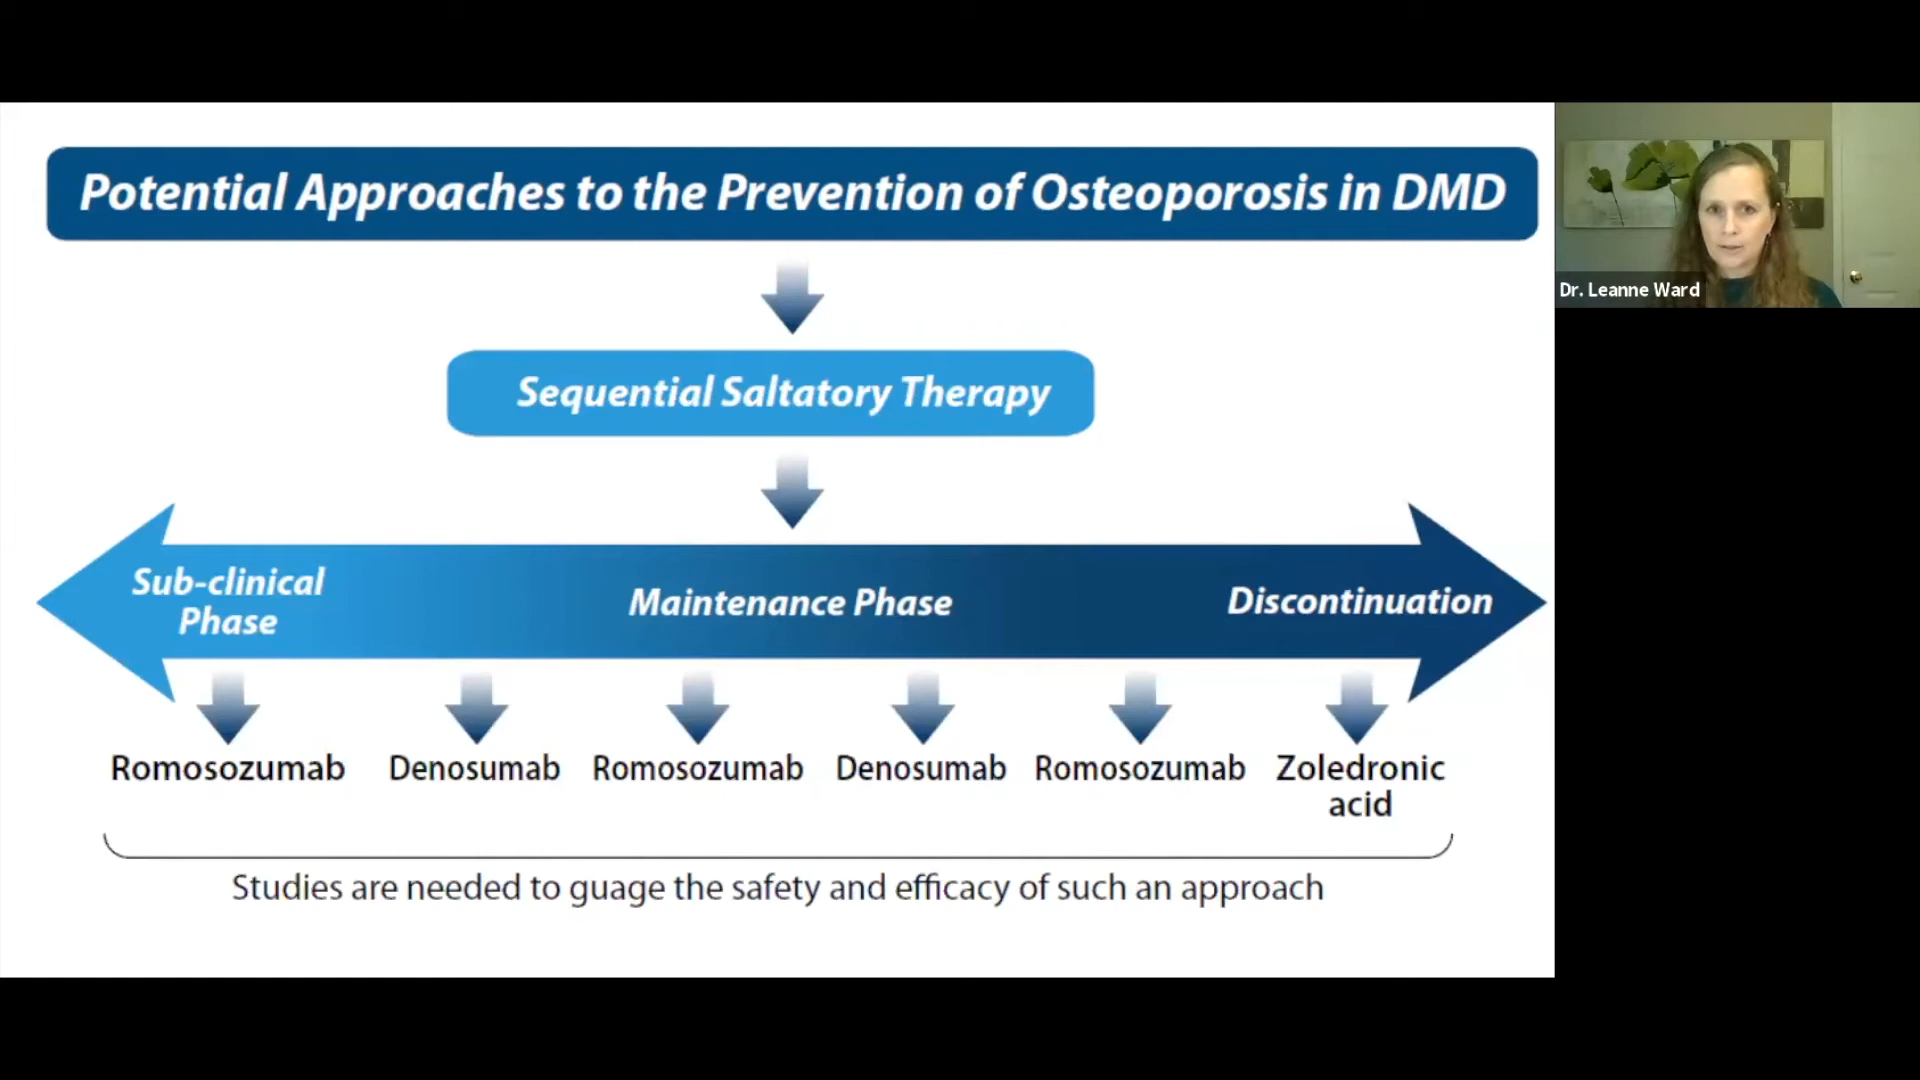 Potential Approaches to the Prevention of Osteoporosis in DMD
Dr. Leanne Ward
Sequential Saltatory Therapy
Sub-clinical
Phase
Maintenance Phase
Discontinuation
Romosozumab
Denosumab
Romosozumab
Denosumab
Romosozumab
Zoledronic
acid
Studies are needed to guage the safety and efficacy of such an approach